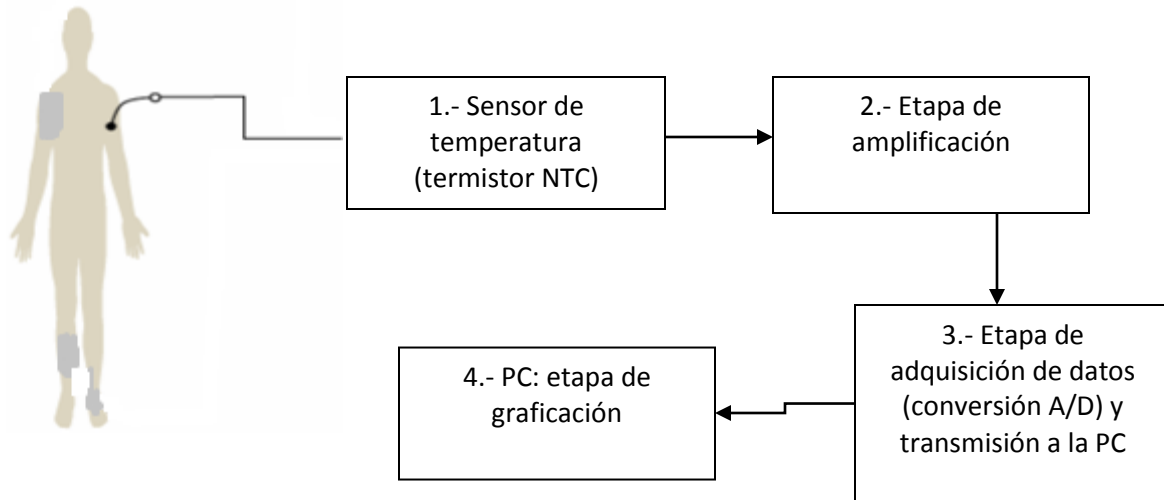 1.- Sensor de
temperatura
(termistor NTC)
2.- Etapa de
amplificación
3.- Etapa de
adquisición de datos
(conversión A/D) y
transmisión a la PC
4.- PC: etapa de
graficación